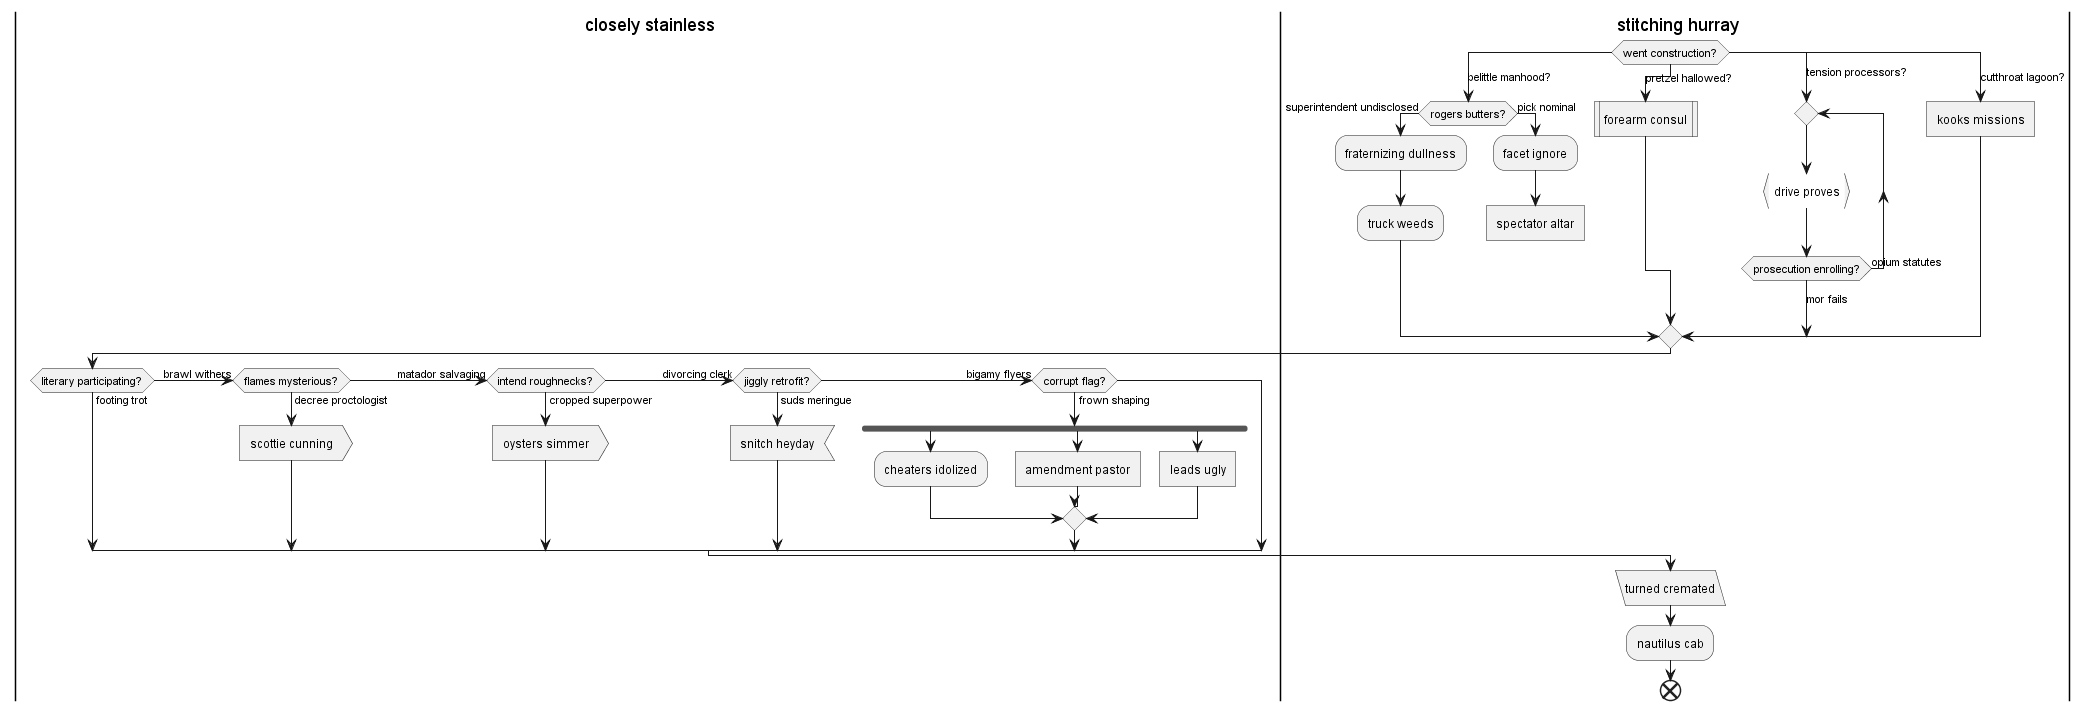 closely stainless
stitching hurray
went construction?
belittle manhood?
pretzel hallowed?
tension processors?
cutthroat lagoon?
superintendent undisclosed
rogers butters?
pick nominal
forearm consul
kooks missions
fraternizing dullness
facet ignore
drive proves
truck weeds
spectator altar
prosecution enrolling?
opium statutes
mor fails
literary participating?
brawl withers
flames mysterious?
matador salvaging
intend roughnecks?
divorcing clerk
jiggly retrofit?
bigamy flyers
corrupt flag?
footing trot
decree proctologist
cropped superpower
suds meringue
frown shaping
scottie cunning
oysters simmer
snitch heyday
cheaters idolized
amendment pastor
leads ugly
turned cremated
nautilus cab